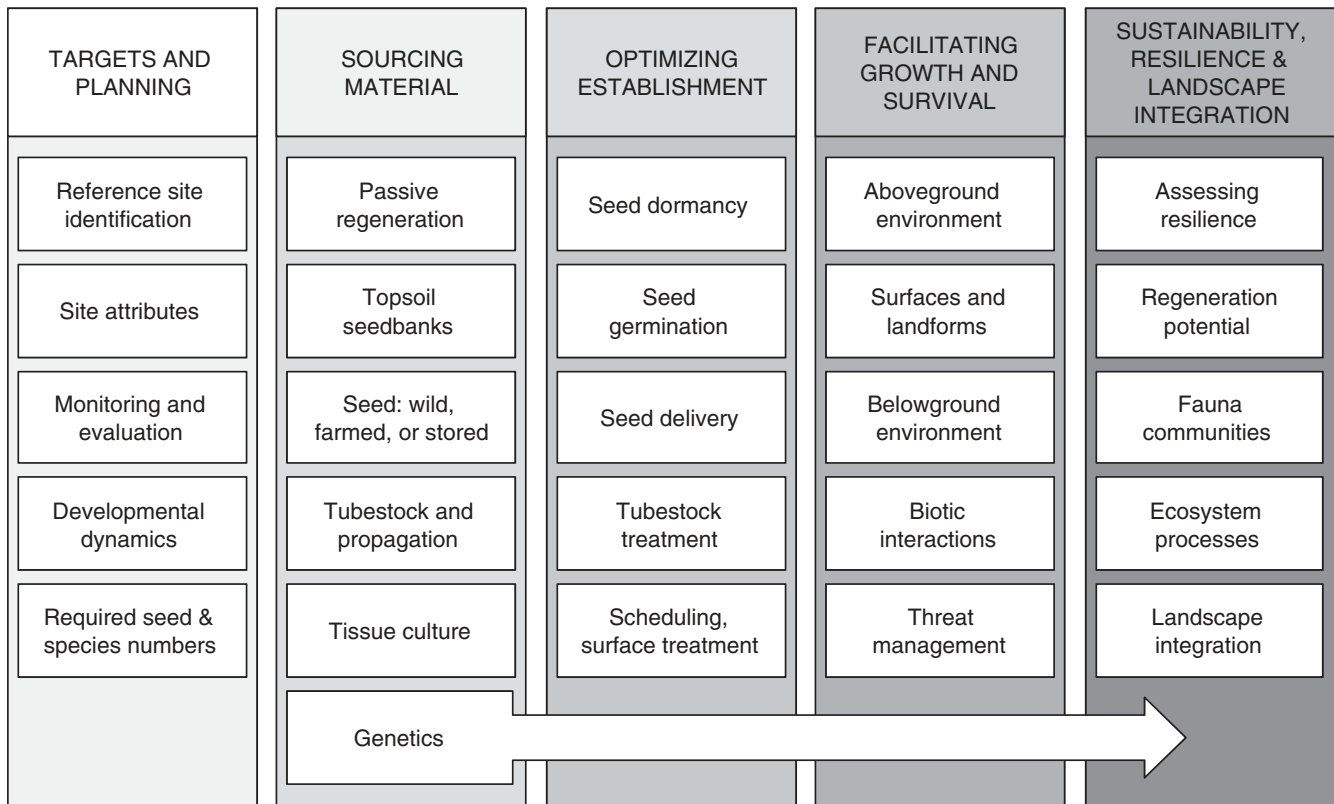 TARGETS AND
PLANNING
Reference site
identification
Site attributes
Monitoring and
evaluation
Developmental
dynamics
Required seed &
species numbers
SOURCING
MATERIAL
Passive
regeneration
Topsoil
seedbanks
Seed: wild,
farmed, or stored
Tubestock and
propagation
Tissue culture
Genetics
OPTIMIZING
ESTABLISHMENT
Seed dormancy
Seed
germination
Seed delivery
Tubestock
treatment
Scheduling,
surface treatment
FACILITATING
GROWTH AND
SURVIVAL
Aboveground
environment
Surfaces and
landforms
Belowground
environment
Biotic
interactions
Threat
management
SUSTAINABILITY,
RESILIENCE &
LANDSCAPE
INTEGRATION
Assessing
resilience
Regeneration
potential
Fauna
communities
Ecosystem
processes
Landscape
integration